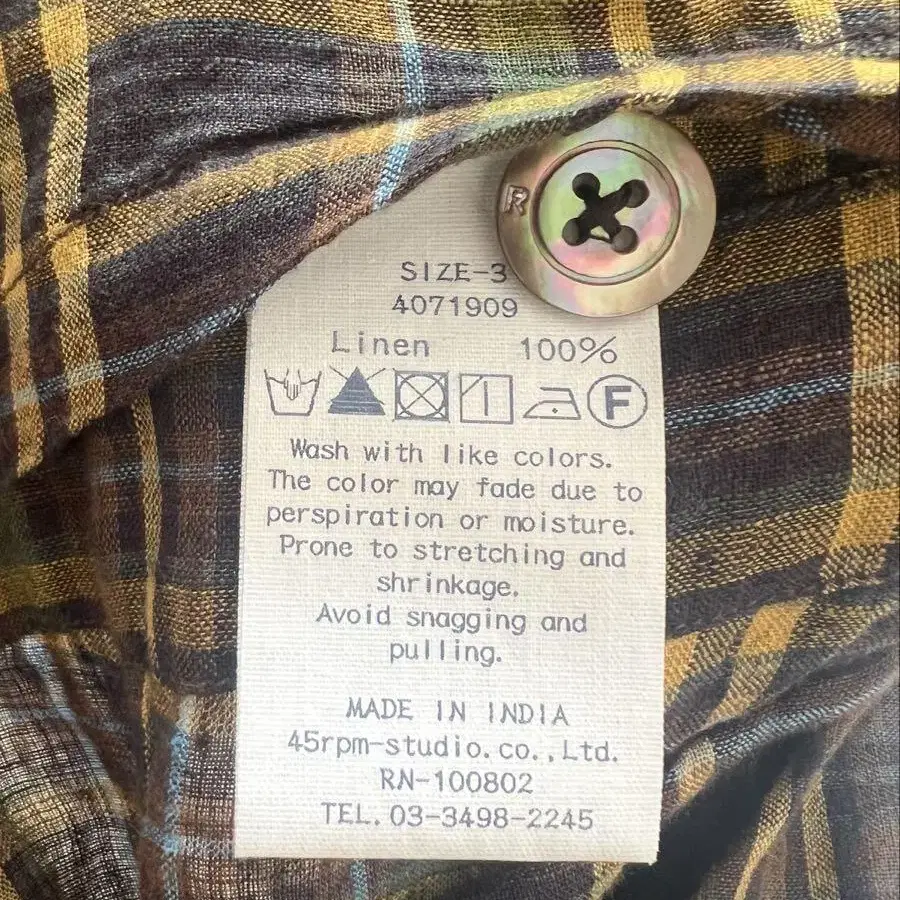 R
SIZE-3
4071909
Linen 100%
F
Wash with like colors.
The color may fade due to
perspiration or moisture.
Prone to stretching and
shrinkage.
Avoid snagging and
pulling.
MADE IN INDIA
45rpm-studio.co.,Ltd.
RN-100802
TEL.03-3498-2245